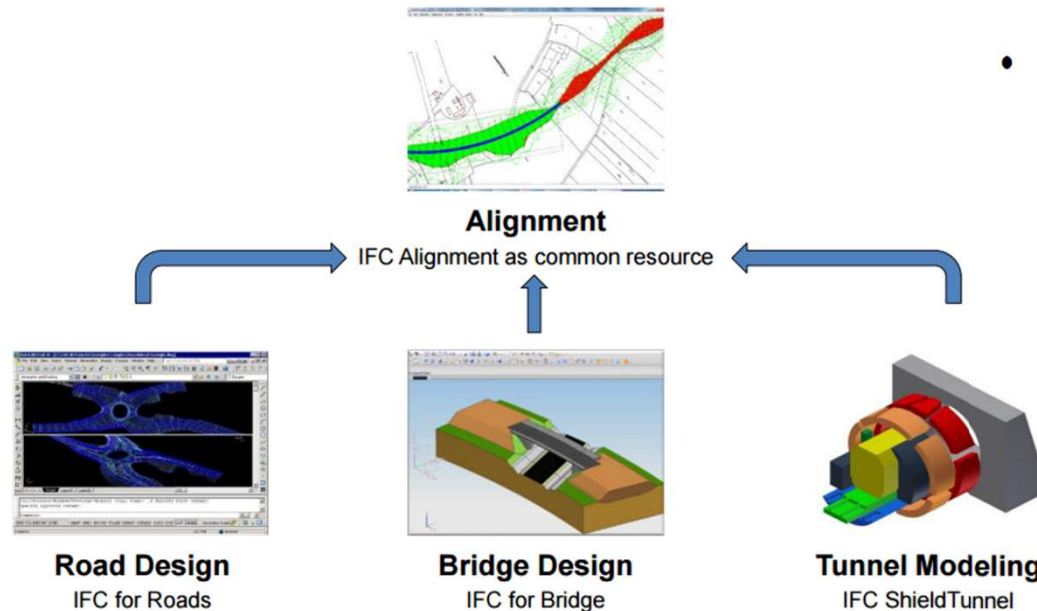 Alignment
IFC Alignment as common resource
Road Design
IFC for Roads
Bridge Design
IFC for Bridge
Tunnel Modeling
IFC ShieldTunnel